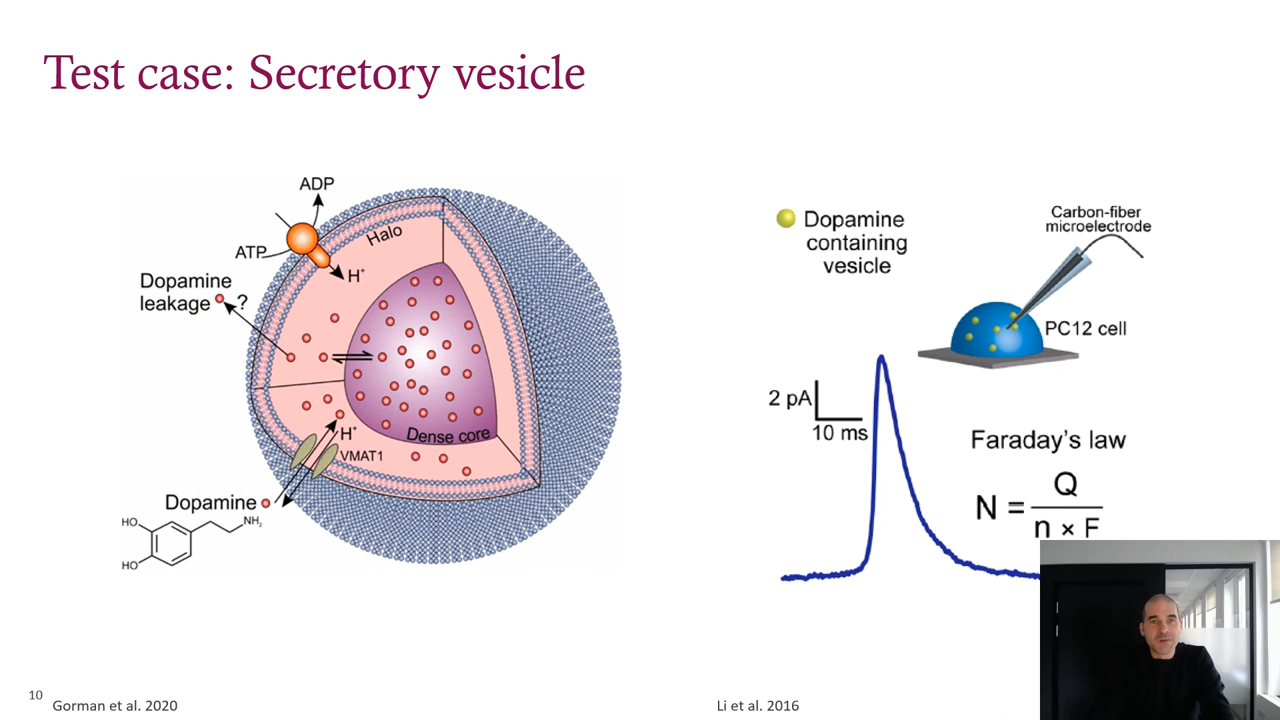 Test case: Secretory vesicle
ADP
ATP
Halo
H⁺
Dopamine
leakage
?
Dense core
H⁺
VMAT1
Dopamine
HO
NH₂
HO
Dopamine
containing
vesicle
Carbon-fiber
microelectrode
PC12 cell
2 pA
10 ms
Faraday's law
N = Q
n × F
10
Gorman et al. 2020
Li et al. 2016